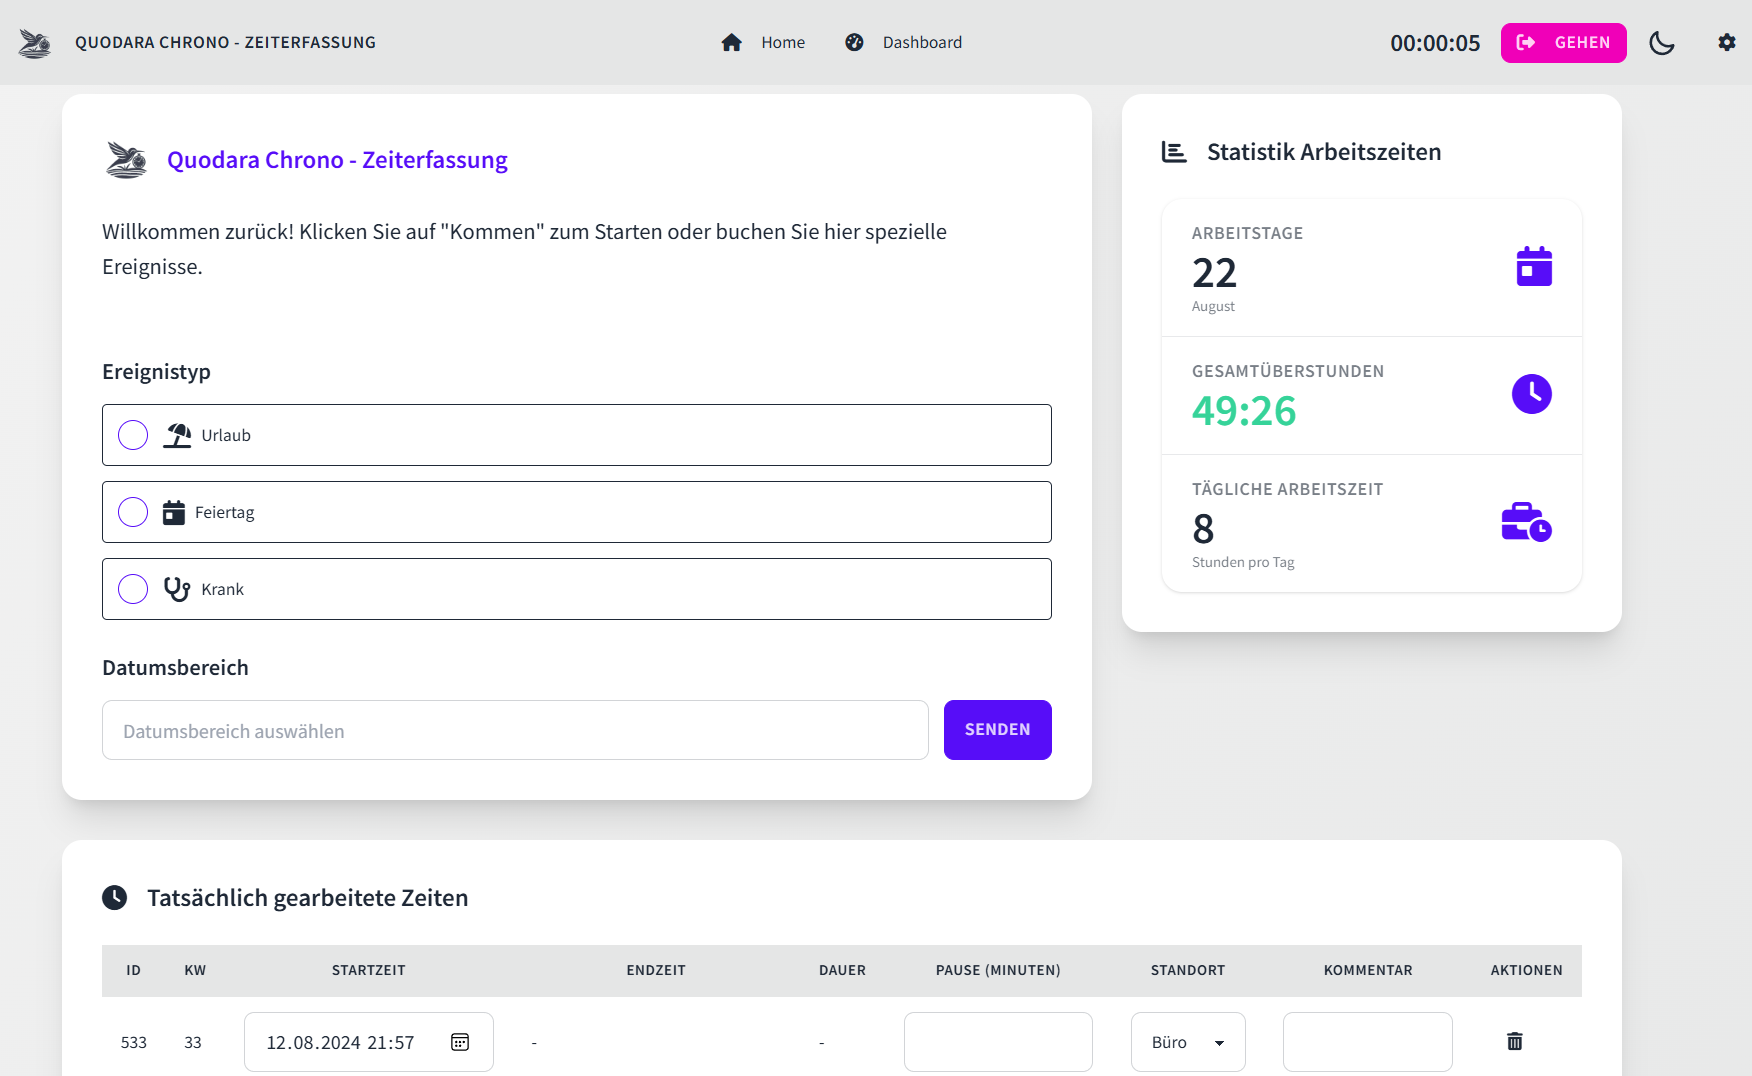 QUODARA CHRONO - ZEITERFASSUNG
Home
Dashboard
00:00:05
GEHEN
Quodara Chrono - Zeiterfassung
Willkommen zurück! Klicken Sie auf "Kommen" zum Starten oder buchen Sie hier spezielle
Ereignisse.
Ereignistyp
Urlaub
Feiertag
Krank
Datumsbereich
Datumsbereich auswählen
SENDEN
Statistik Arbeitszeiten
ARBEITSTAGE
22
August
GESAMTÜBERSTUNDEN
49:26
TÄGLICHE ARBEITSZEIT
8
Stunden pro Tag
Tatsächlich gearbeitete Zeiten
ID KW STARTZEIT ENDZEIT DAUER PAUSE (MINUTEN) STANDORT KOMMENTAR AKTIONEN
533 33 12.08.2024 21:57 - - Büro